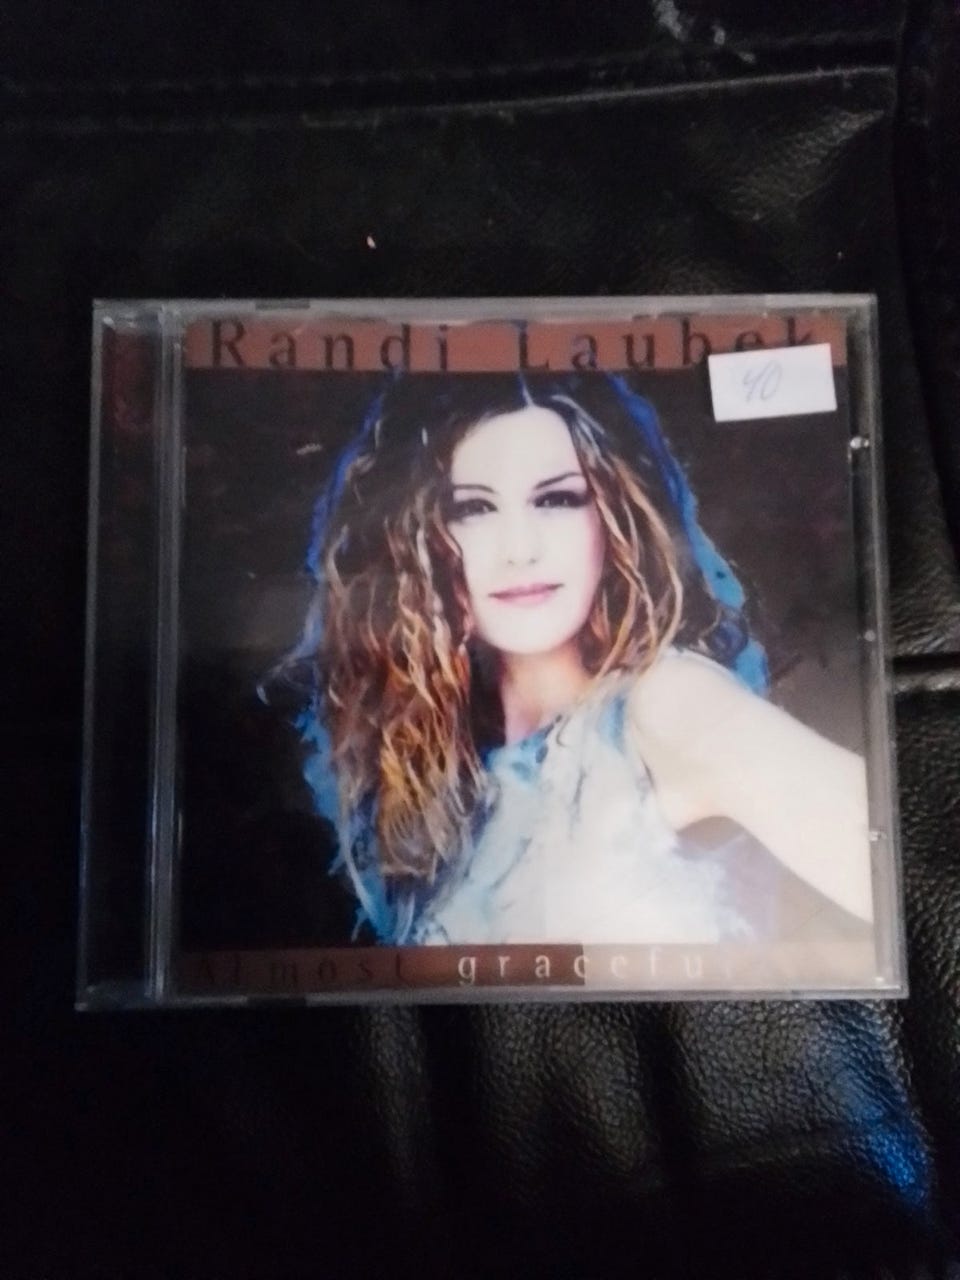 Randi Laubek
40
Almost graceful